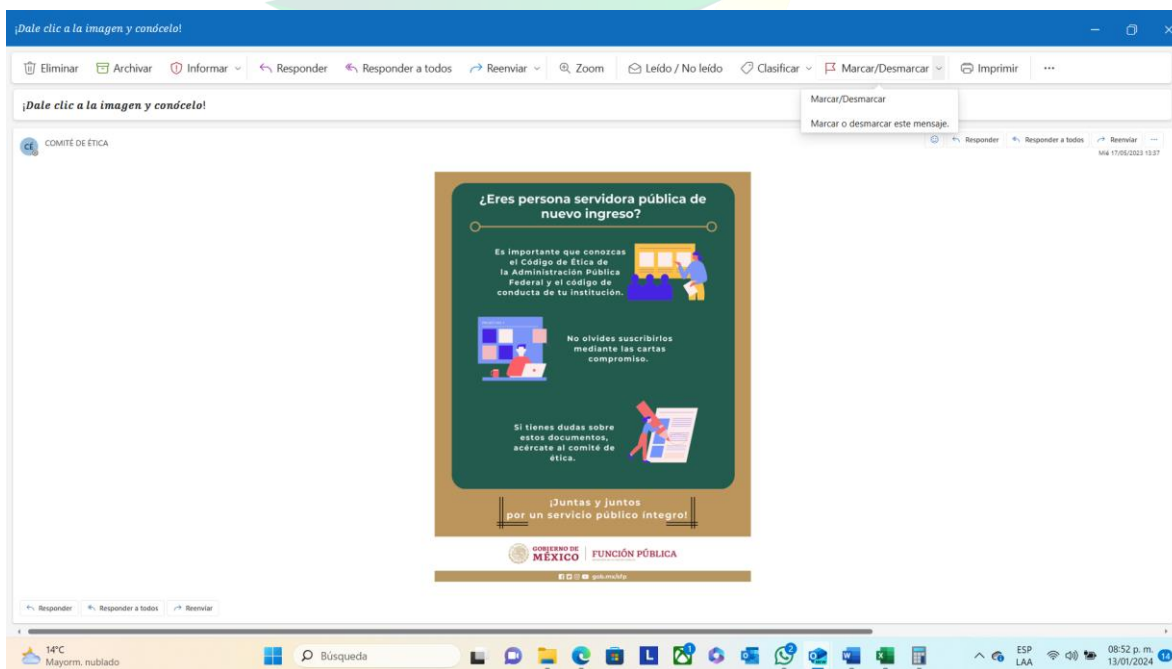 ¡Dale clic a la imagen y conócelo!
Eliminar Archivar Informar Responder Responder a todos Reenviar Zoom Leído / No leído Clasificar Marcar/Desmarcar Imprimir ...
¡Dale clic a la imagen y conócelo!
Marcar/Desmarcar
Marcar o desmarcar este mensaje.
CÉ COMITÉ DE ÉTICA
Responder Responder a todos Reenviar ...
Mié 17/05/2023 13:37
¿Eres persona servidora pública de
nuevo ingreso?
Es importante que conozcas
el Código de Ética de
la Administración Pública
Federal y el código de
conducta de tu institución.
No olvides suscribirlos
mediante las cartas
compromiso.
Si tienes dudas sobre
estos documentos,
acércate al comité de
ética.
¡Juntas y juntos
por un servicio público íntegro!
GOBIERNO DE
MÉXICO
FUNCIÓN PÚBLICA
gob.mx/sfp
Responder Responder a todos Reenviar
14°C
Mayorm. nublado
Búsqueda
ESP
LAA
08:52 p. m.
13/01/2024
14